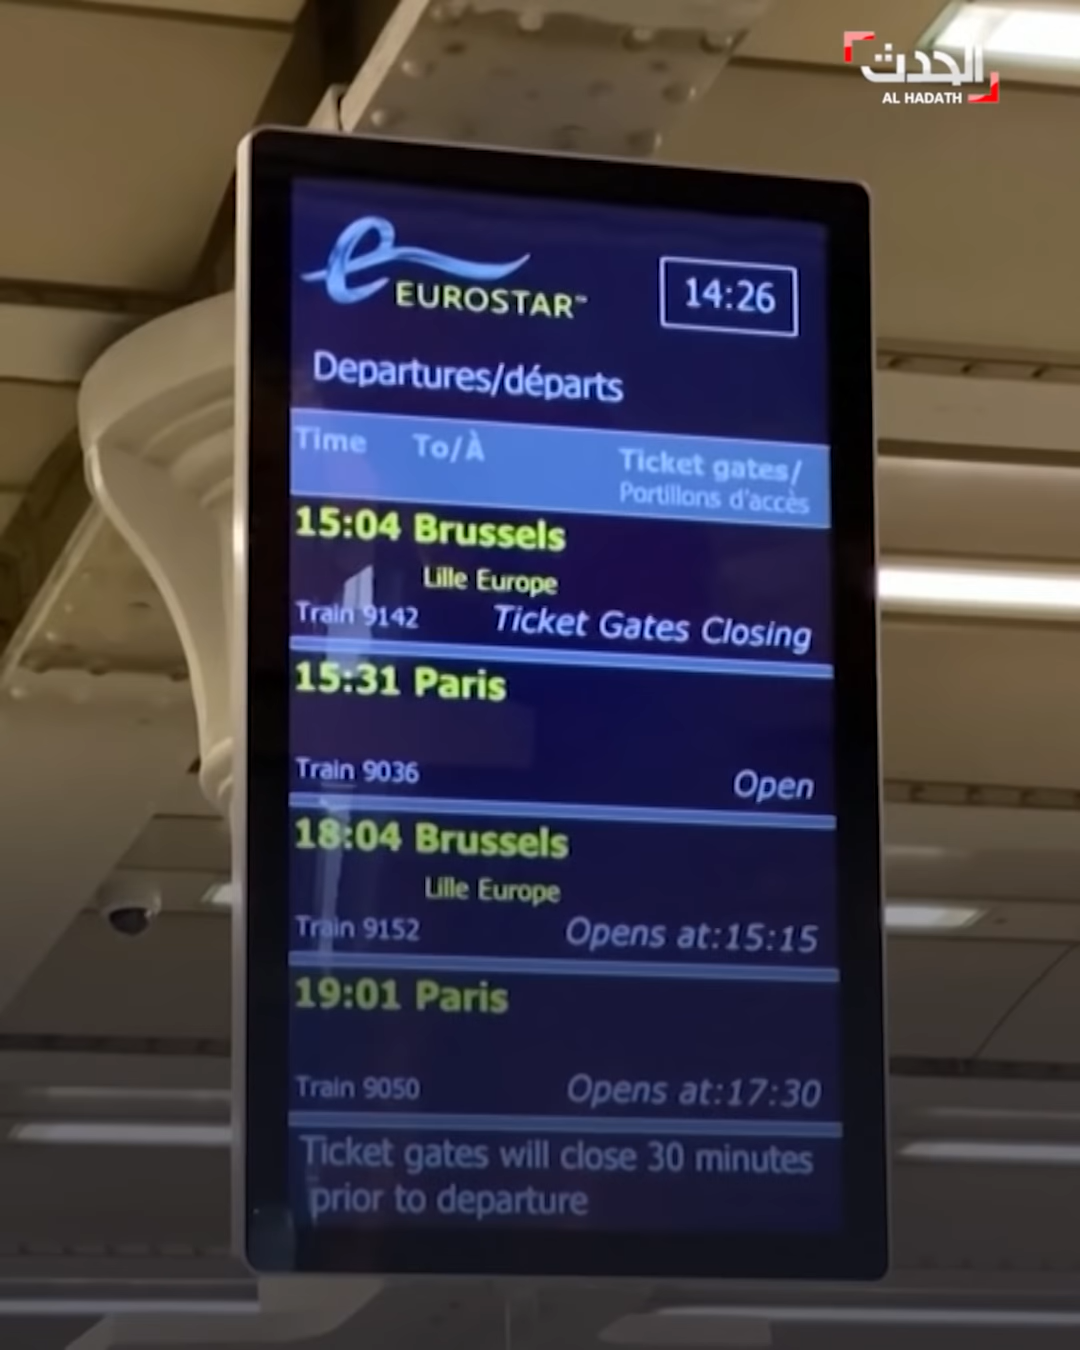 الحدث
AL HADATH
EUROSTAR™
14:26
Departures/départs
Time To/À Ticket gates/
Portillons d'accès
15:04 Brussels
Lille Europe
Train 9142 Ticket Gates Closing
15:31 Paris
Train 9036 Open
18:04 Brussels
Lille Europe
Train 9152 Opens at:15:15
19:01 Paris
Train 9050 Opens at:17:30
Ticket gates will close 30 minutes
prior to departure